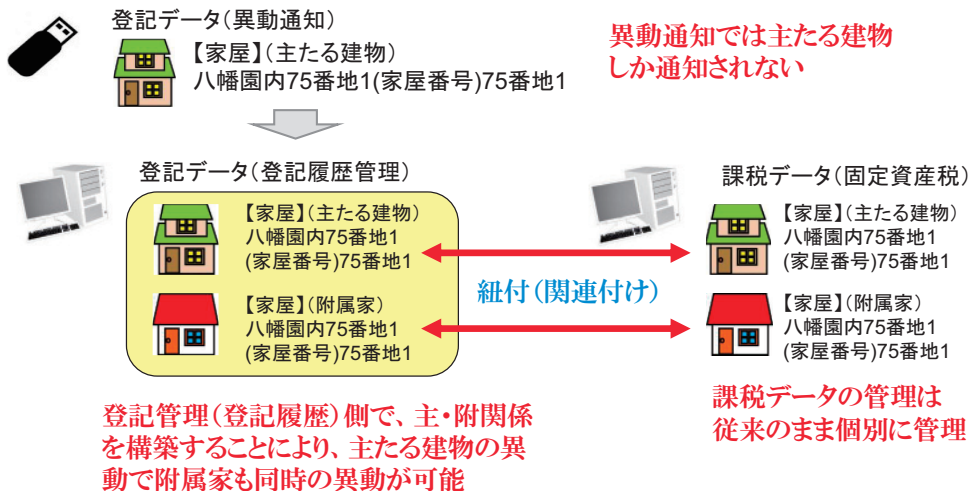 登記データ（異動通知）
【家屋】（主たる建物）
八幡園内75番地1(家屋番号)75番地1
異動通知では主たる建物
しか通知されない
登記データ（登記履歴管理）
【家屋】（主たる建物）
八幡園内75番地1
(家屋番号)75番地1
【家屋】（附属家）
八幡園内75番地1
(家屋番号)75番地1
紐付（関連付け）
課税データ（固定資産税）
【家屋】（主たる建物）
八幡園内75番地1
(家屋番号)75番地1
【家屋】（附属家）
八幡園内75番地1
(家屋番号)75番地1
登記管理（登記履歴）側で、主・附関係
を構築することにより、主たる建物の異
動で附属家も同時の異動が可能
課税データの管理は
従来のまま個別に管理